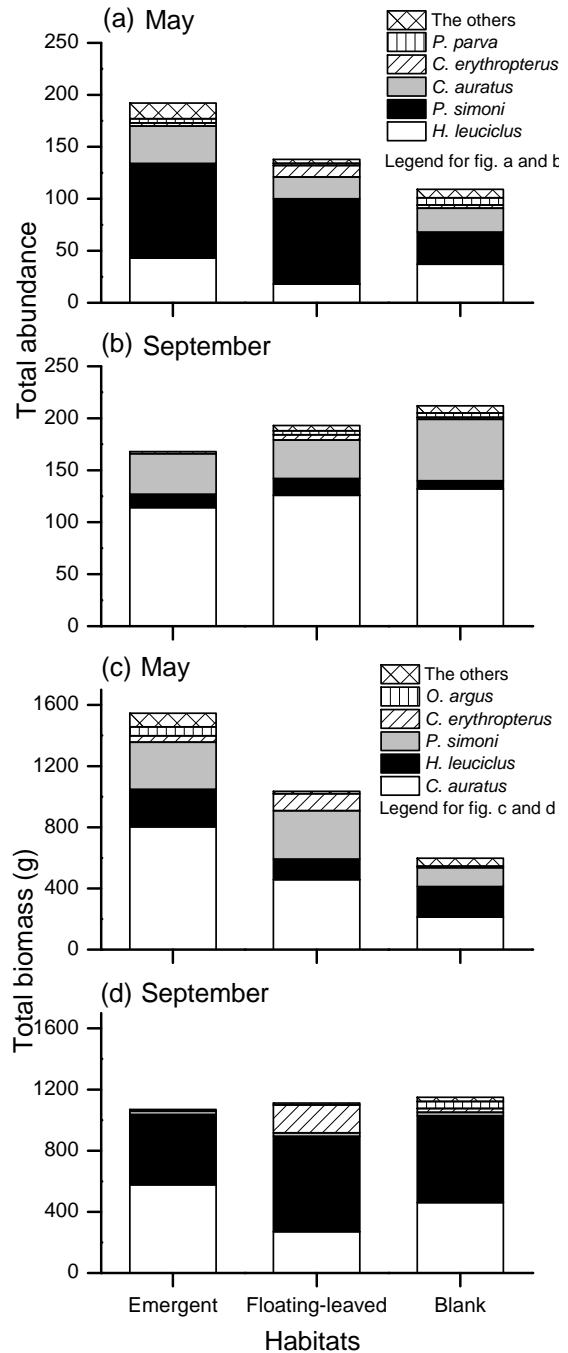 (a) May
250
200
150
100
50
0
The others
P. parva
C. erythropterus
C. auratus
P. simoni
H. leuciclus
Legend for fig. a and b
Total abundance
(b) September
250
200
150
100
50
0
(c) May
1600
1200
800
400
0
The others
O. argus
C. erythropterus
P. simoni
H. leuciclus
C. auratus
Legend for fig. c and d
Total biomass (g)
(d) September
1600
1200
800
400
0
Emergent Floating-leaved Blank
Habitats